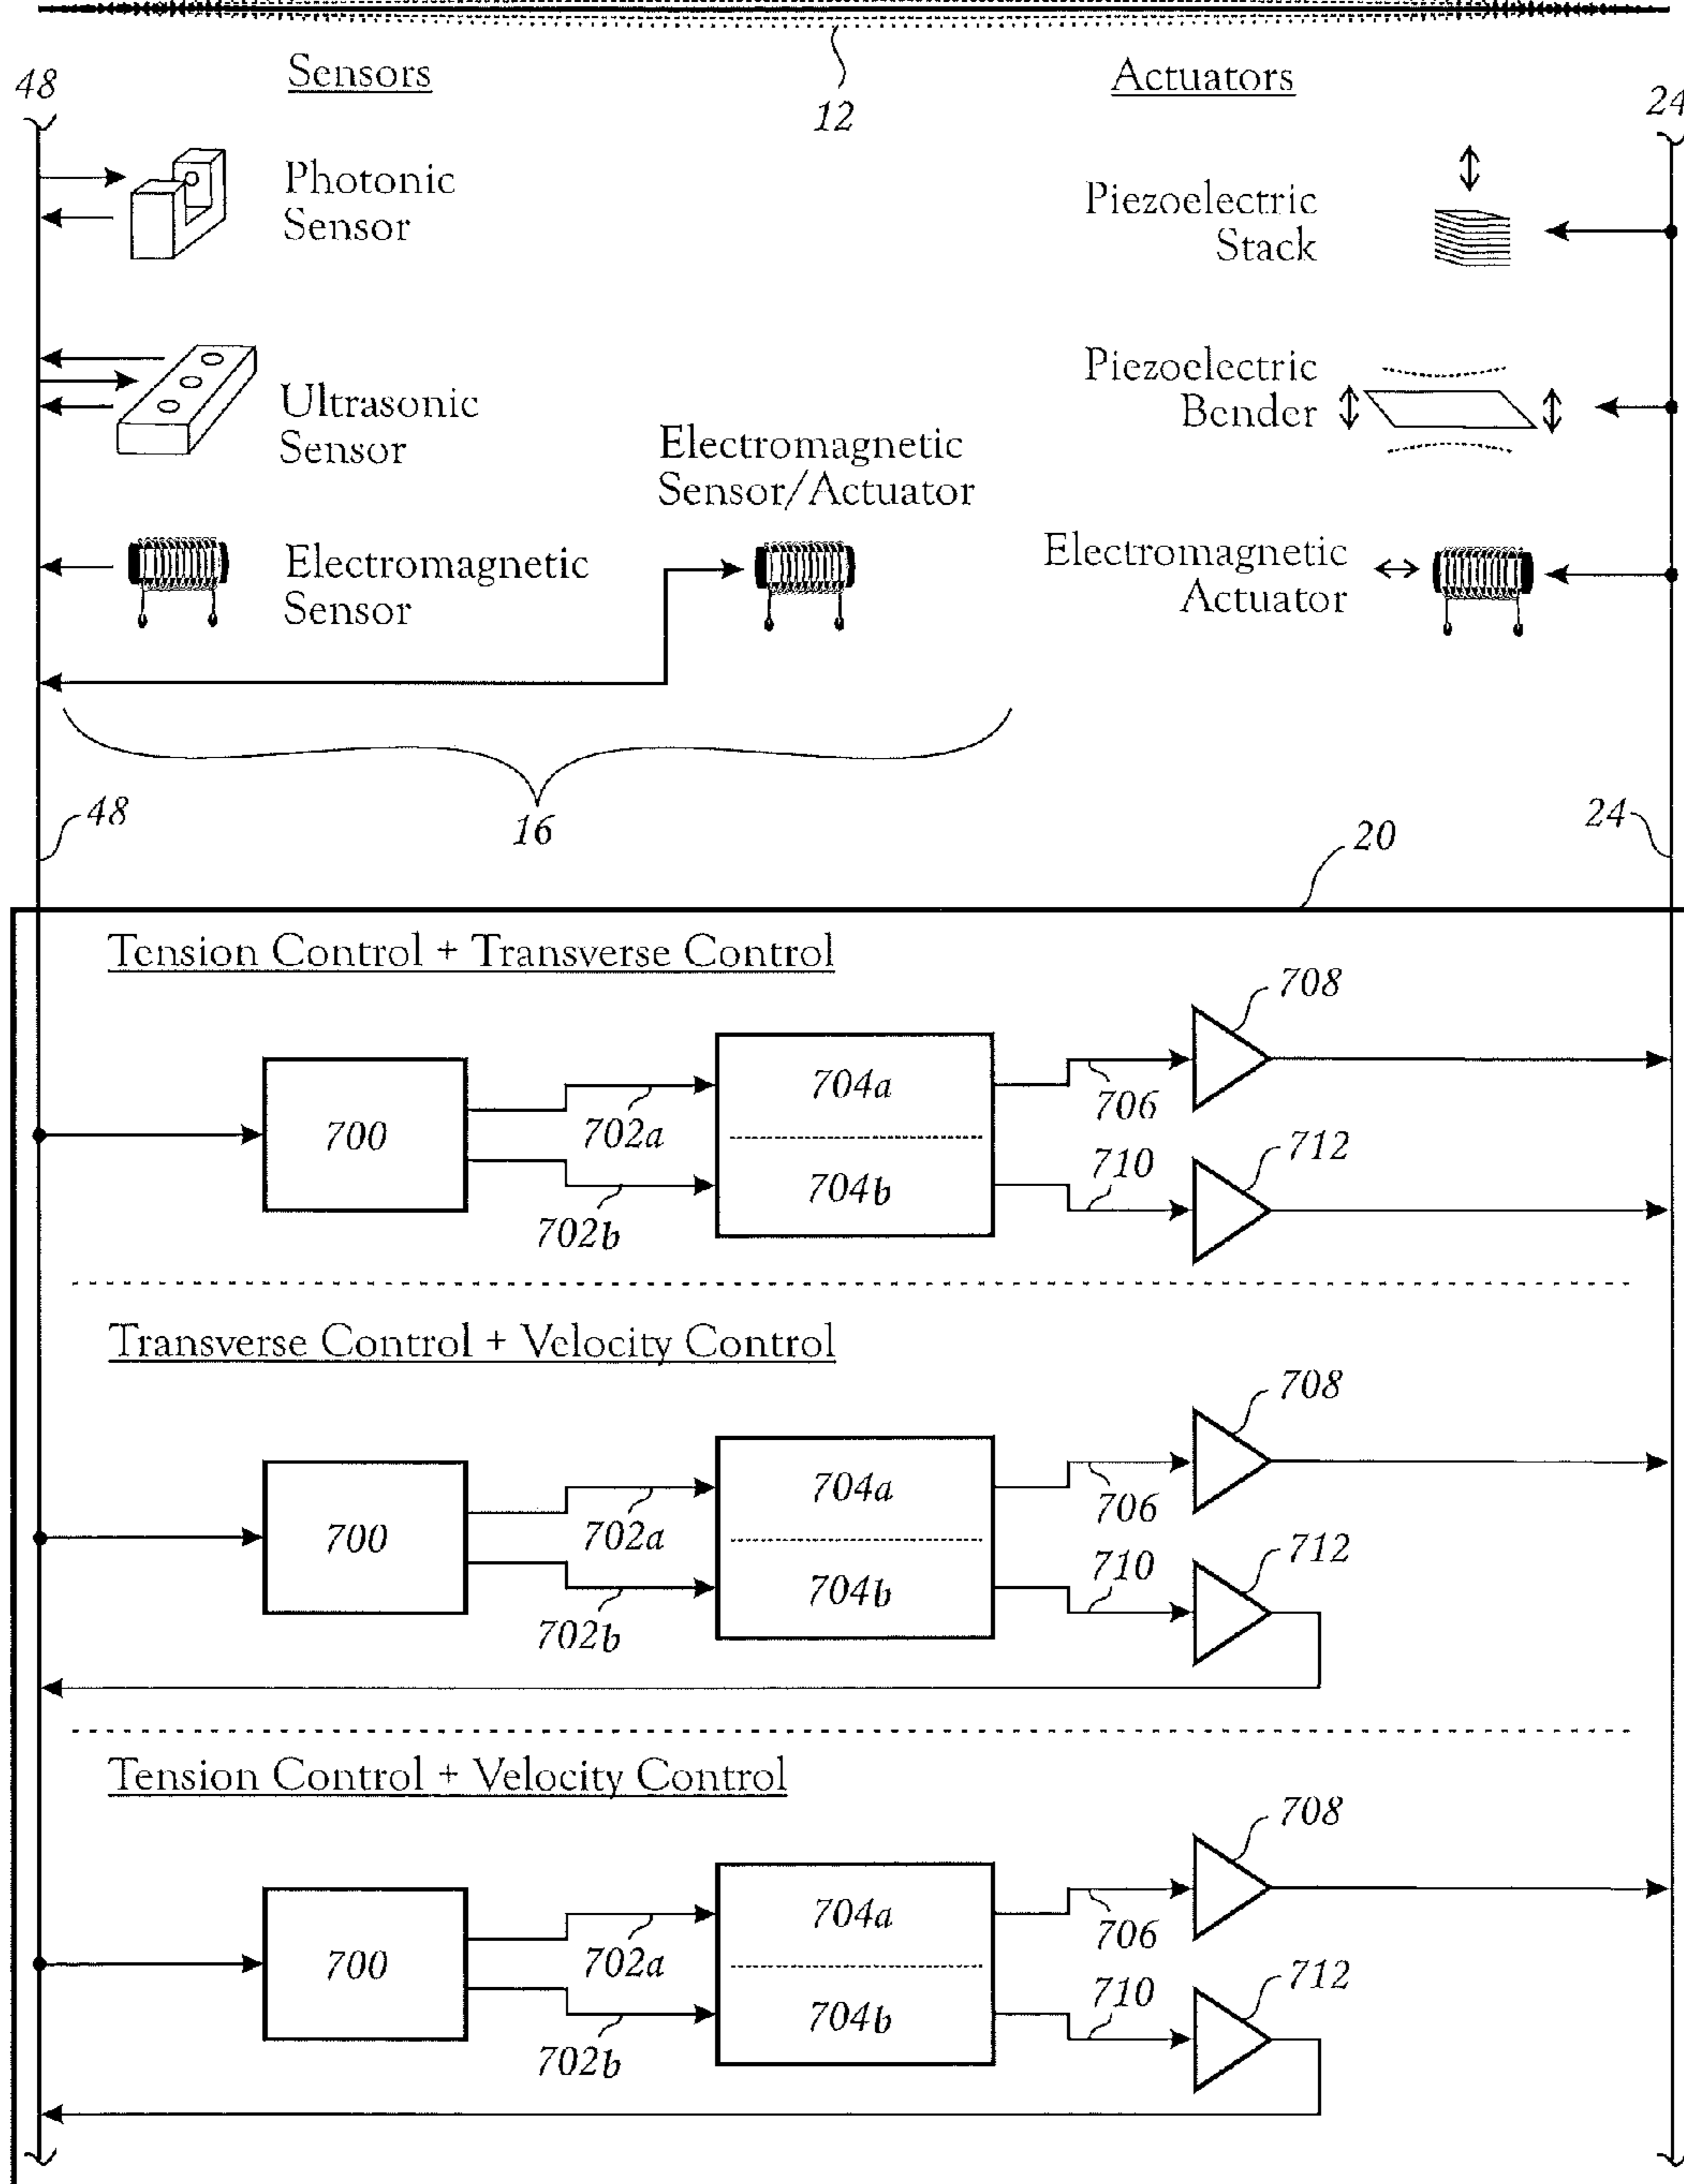 12
48
Sensors
Actuators
24
Photonic
Sensor
Piezoelectric
Stack
Ultrasonic
Sensor
Piezoelectric
Bender
Electromagnetic
Sensor/Actuator
Electromagnetic
Sensor
Electromagnetic
Actuator
16
48
24
20
Tension Control + Transverse Control
700
702a
702b
704a
704b
706
708
710
712
Transverse Control + Velocity Control
700
702a
702b
704a
704b
706
708
710
712
Tension Control + Velocity Control
700
702a
702b
704a
704b
706
708
710
712